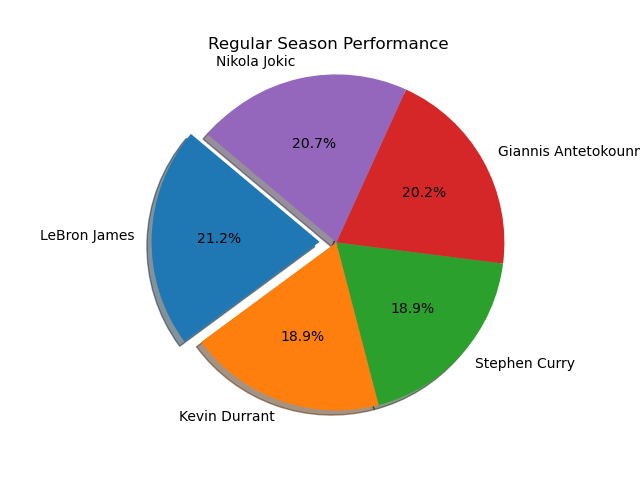 Regular Season Performance
Nikola Jokic
20.7%
Giannis Antetokounm
20.2%
LeBron James
21.2%
18.9%
Stephen Curry
18.9%
Kevin Durrant